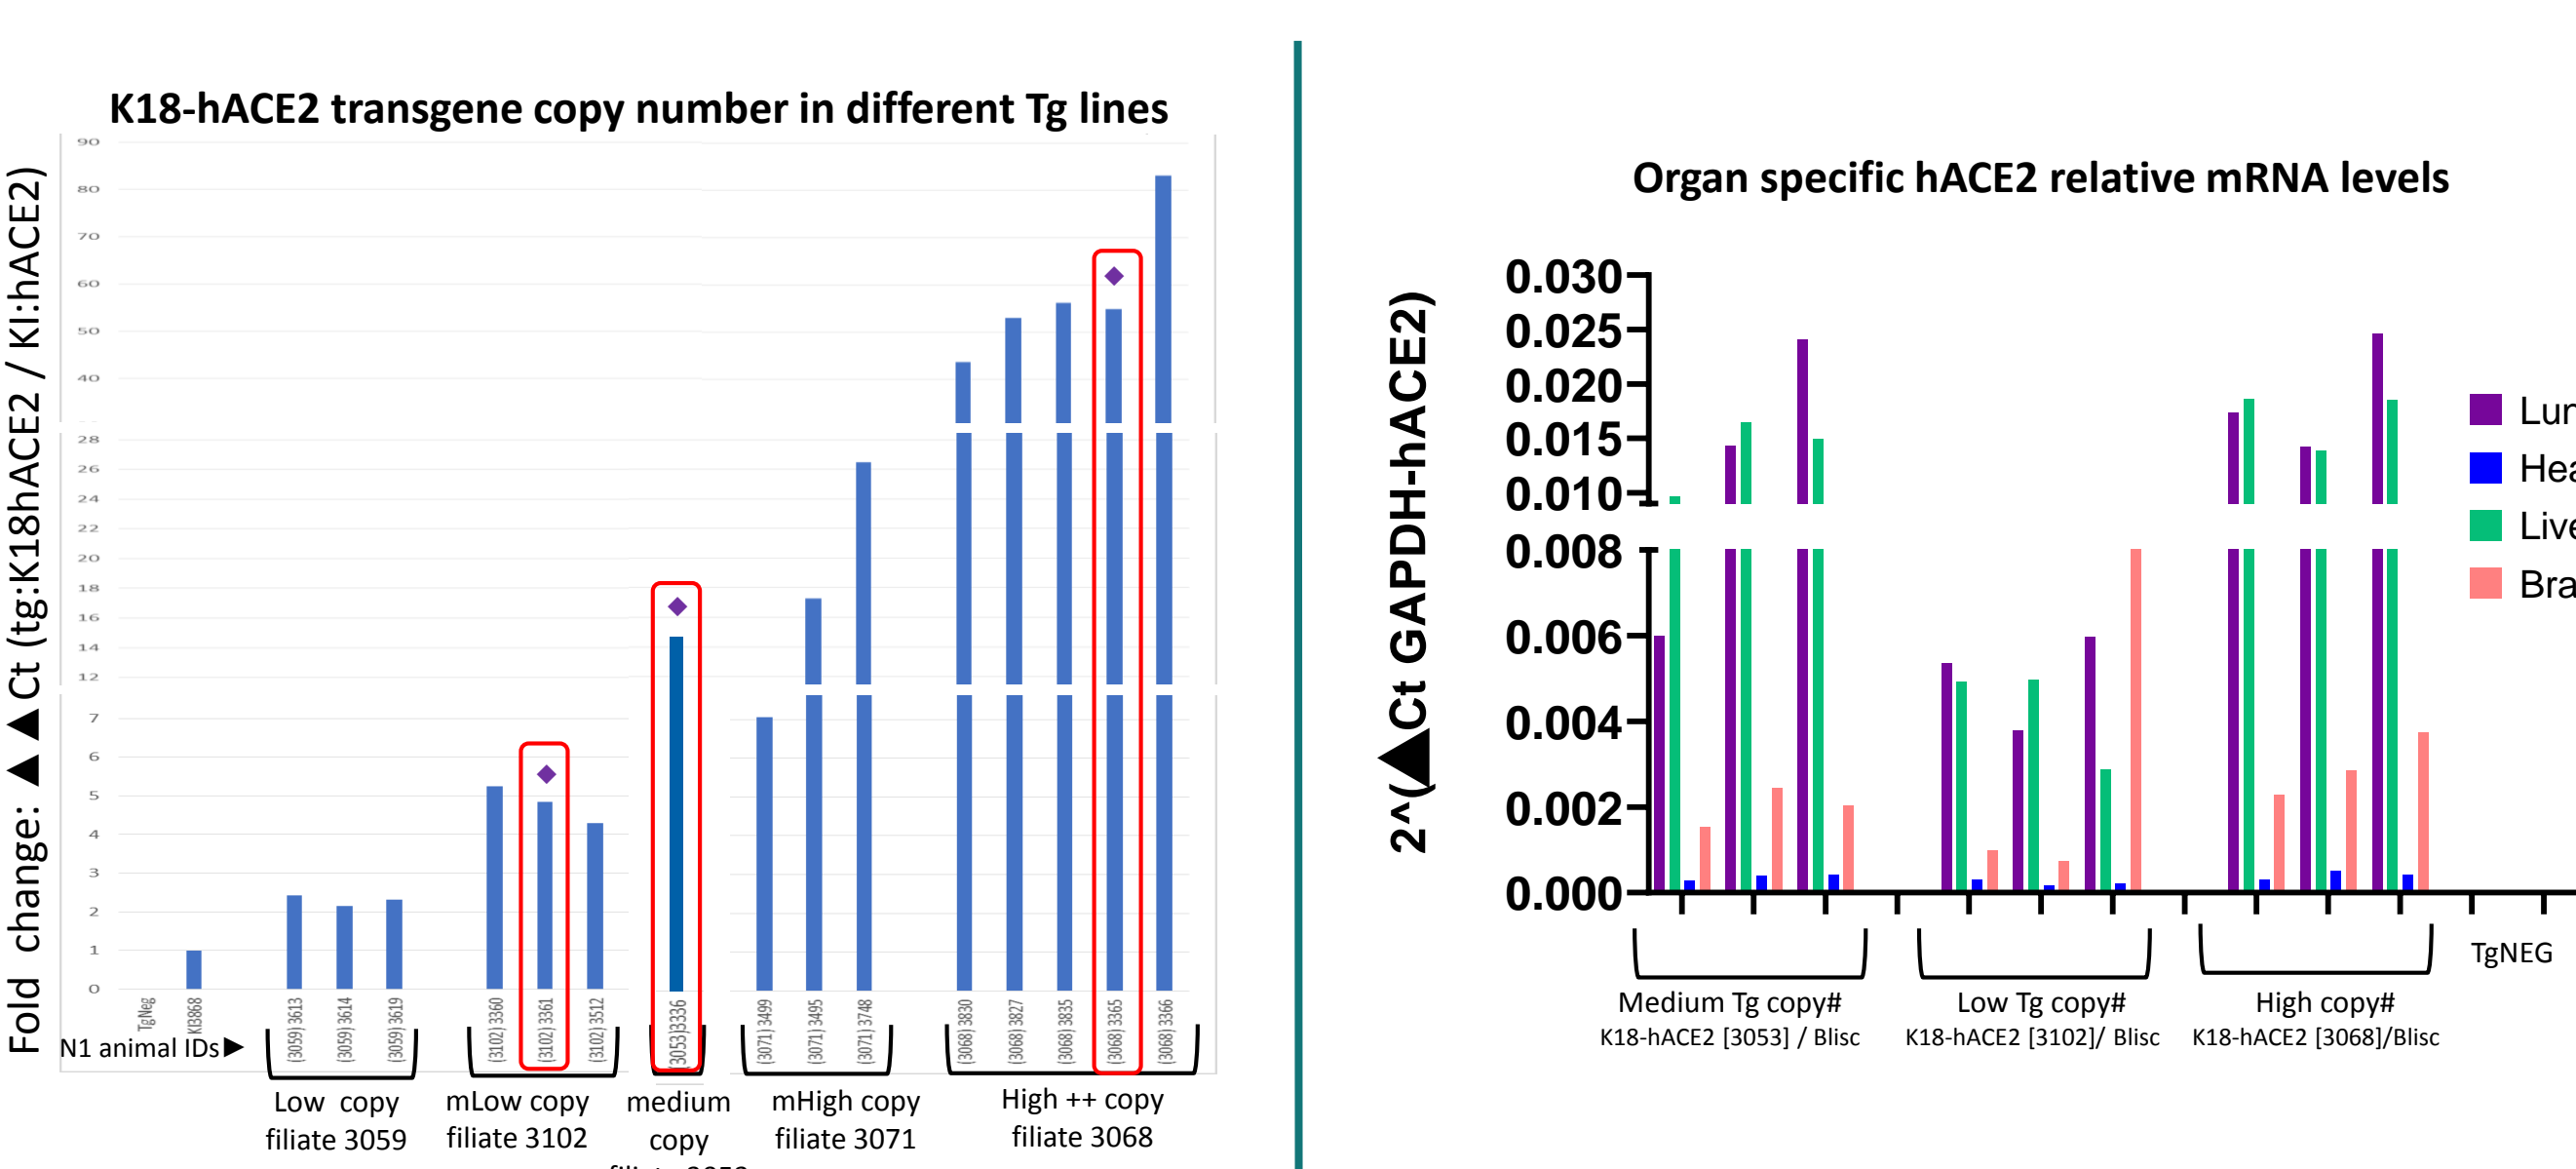 K18-hACE2 transgene copy number in different Tg lines
Fold change: ▲▲Ct (tg:K18hACE2 / KI:hACE2)
90
80
70
60
50
40
28
26
24
22
20
18
16
14
12
7
6
5
4
3
2
1
0
TgNeg
KI3868
(3059) 3613
(3059) 3614
(3059) 3619
(3102) 3360
(3102) 3361
(3102) 3512
(3053)3336
(3071) 3499
(3071) 3495
(3071) 3748
(3068) 3830
(3068) 3827
(3068) 3835
(3068) 3365
(3068) 3366
N1 animal IDs►
Low copy
filiate 3059
mLow copy
filiate 3102
medium
copy
mHigh copy
filiate 3071
High ++ copy
filiate 3068
Organ specific hACE2 relative mRNA levels
2^(▲Ct GAPDH-hACE2)
0.030
0.025
0.020
0.015
0.010
0.008
0.006
0.004
0.002
0.000
Lun
Hea
Live
Bra
Medium Tg copy#
K18-hACE2 [3053] / Blisc
Low Tg copy#
K18-hACE2 [3102]/ Blisc
High copy#
K18-hACE2 [3068]/Blisc
TgNEG